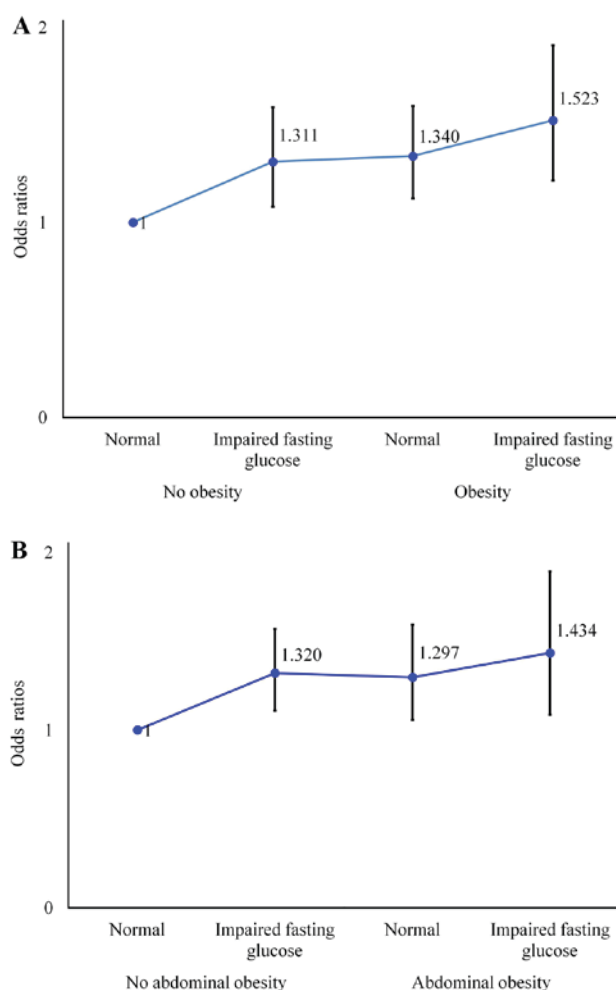 A
2
1.523
1.311
1.340
1
1
Odds ratios
0
Normal
Impaired fasting
glucose
Normal
Impaired fasting
glucose
No obesity
Obesity
B
2
1.434
1.320
1.297
1
1
Odds ratios
0
Normal
Impaired fasting
glucose
Normal
Impaired fasting
glucose
No abdominal obesity
Abdominal obesity